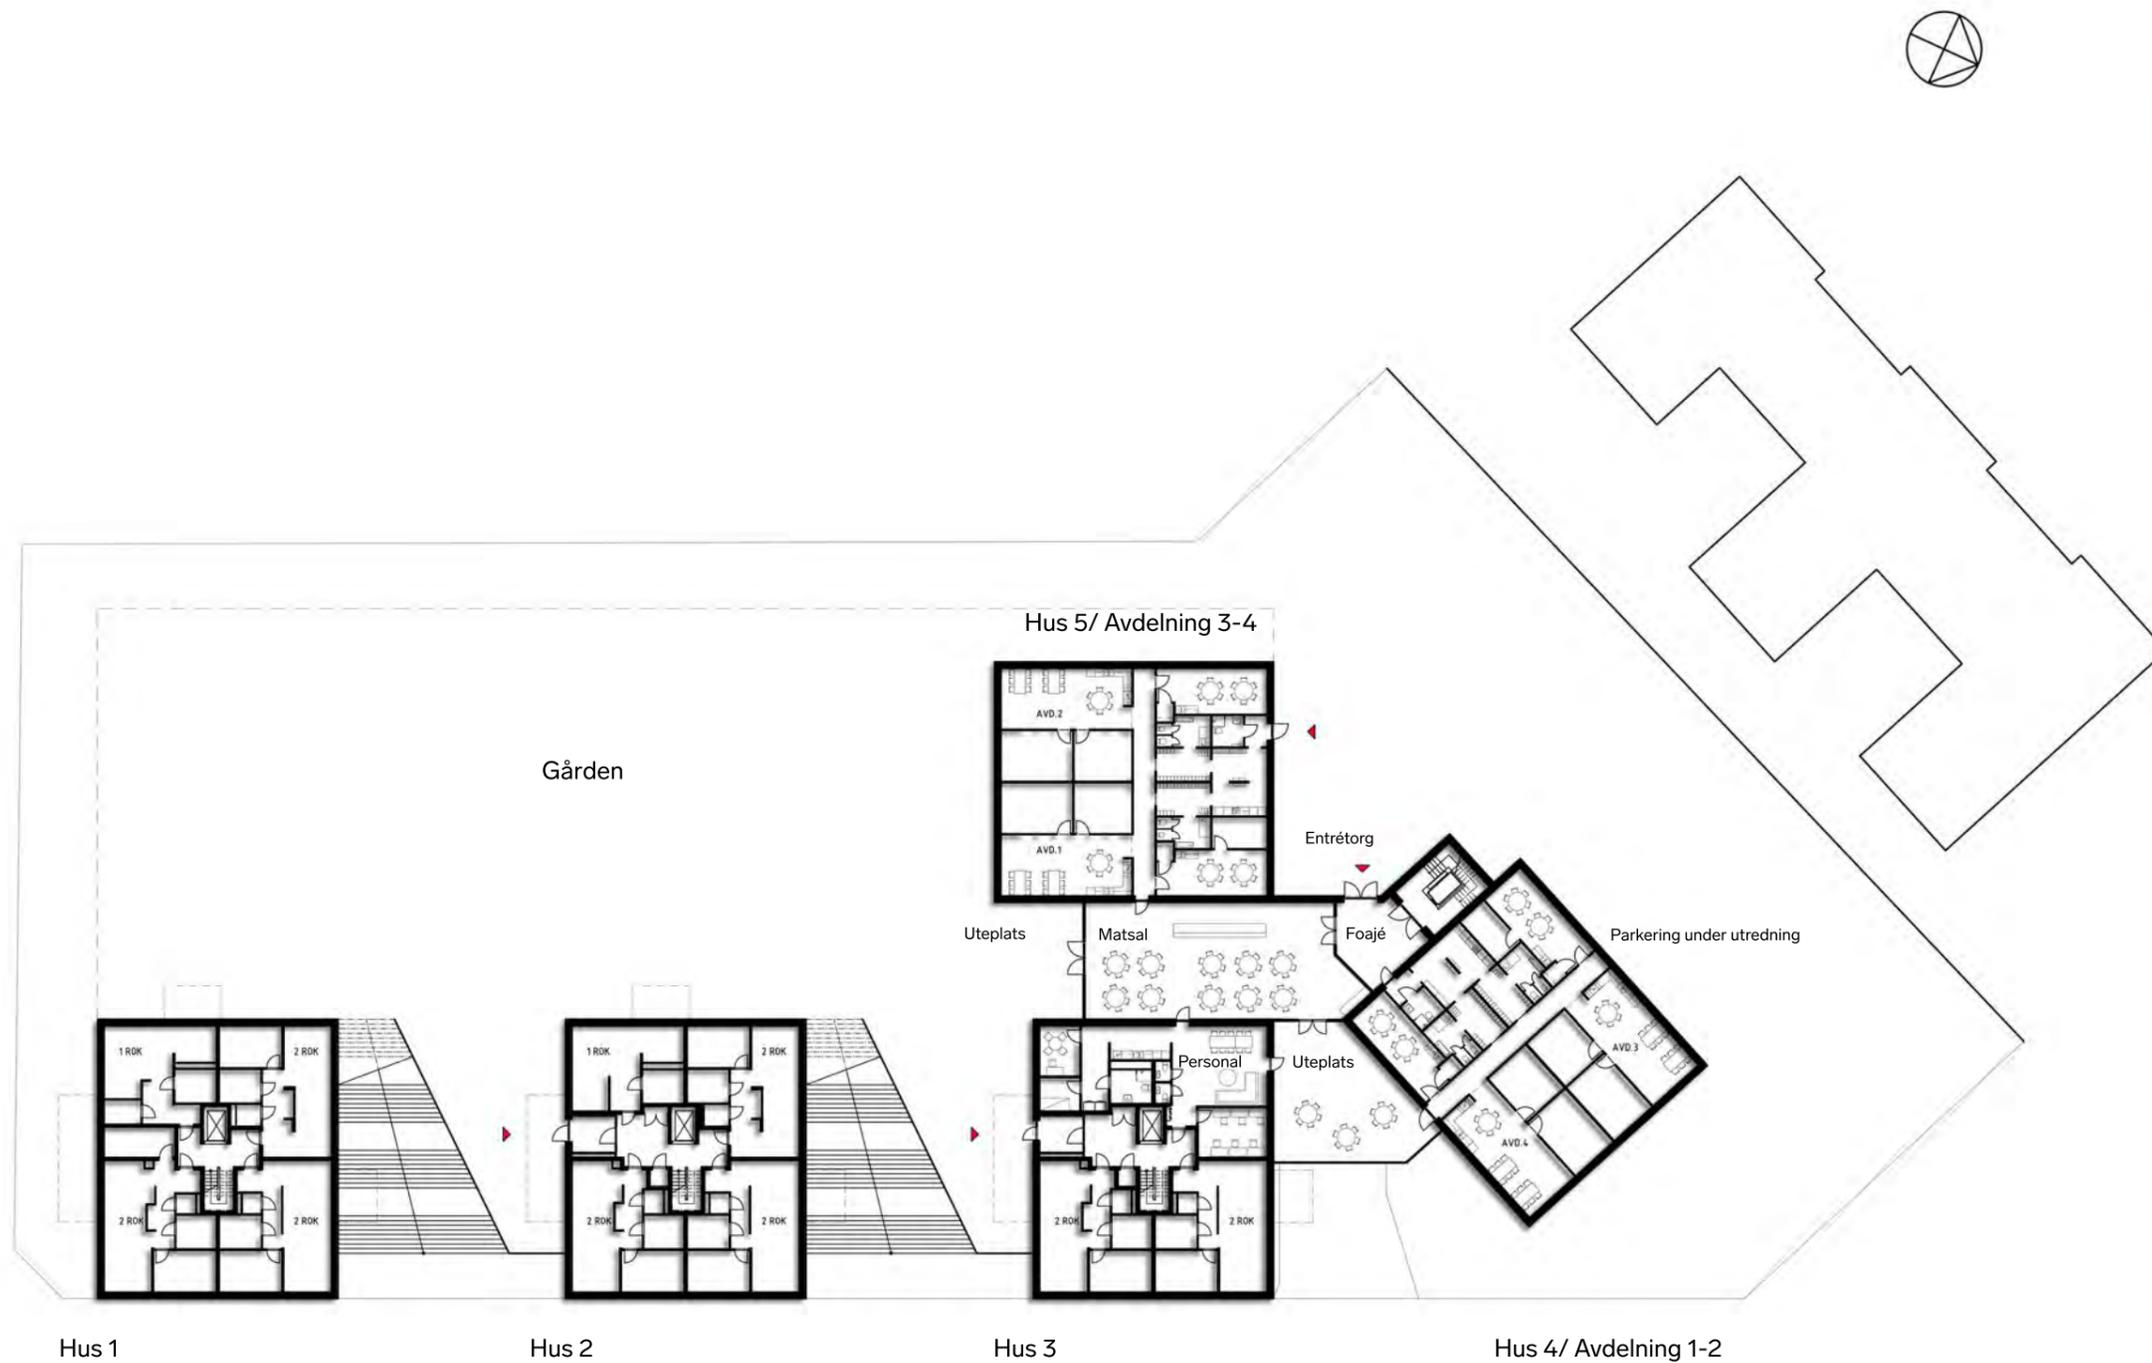 Hus 5/ Avdelning 3-4
AVD.2
Gården
Entrétorg
AVD.1
Uteplats
Matsal
Foajé
Parkering under utredning
1 ROK
2 ROK
1 ROK
2 ROK
Personal
Uteplats
AVD.3
AVD.4
2 ROK
2 ROK
2 ROK
2 ROK
2 ROK
2 ROK
Hus 1
Hus 2
Hus 3
Hus 4/ Avdelning 1-2